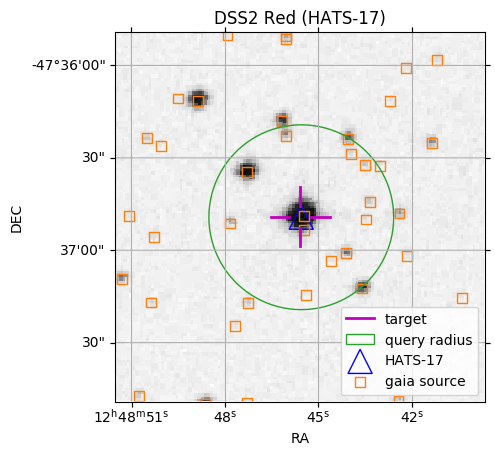 DSS2 Red (HATS-17)
-47°36'00"
30"
37'00"
30"
DEC
12ʰ48ᵐ51ˢ
48ˢ
45ˢ
42ˢ
RA
target
query radius
HATS-17
gaia source